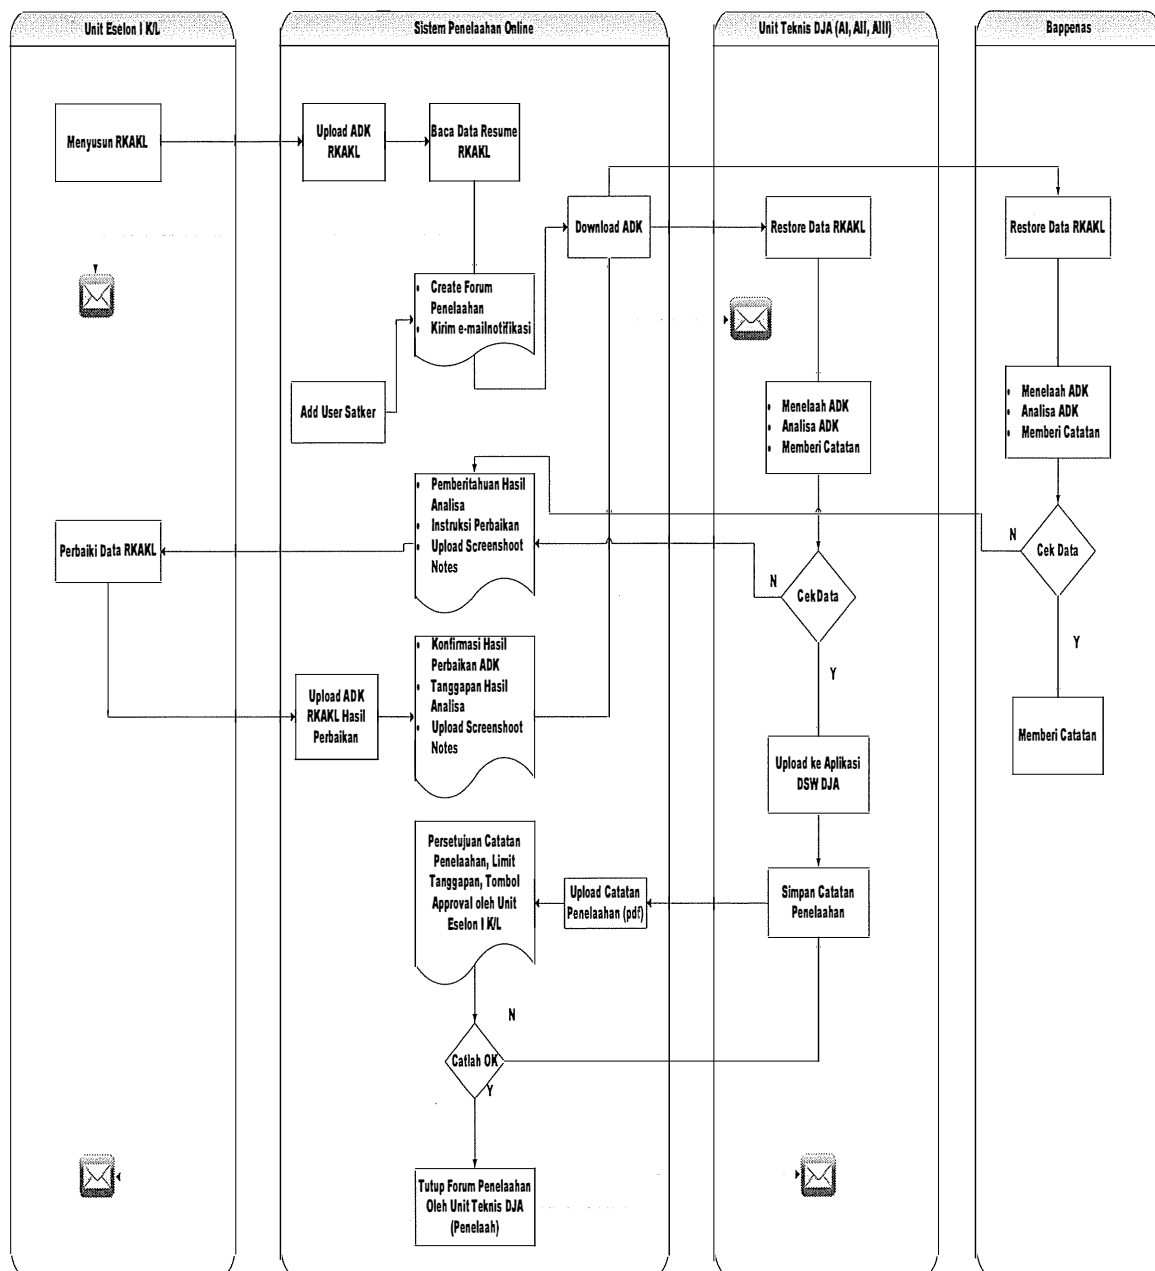 Unit Eselon I K/L
Sistem Penelaahan Online
Unit Teknis DJA (AI, AII, AIII)
Bappenas
Menyusun RKAKL
Upload ADK
RKAKL
Baca Data Resume
RKAKL
Download ADK
Restore Data RKAKL
Restore Data RKAKL
• Create Forum
Penelaahan
• Kirim e-mailnotifikasi
Add User Satker
• Menelaah ADK
• Analisa ADK
• Memberi Catatan
• Menelaah ADK
• Analisa ADK
• Memberi Catatan
• Pemberitahuan Hasil
Analisa
• Instruksi Perbaikan
• Upload Screenshoot
Notes
Perbaiki Data RKAKL
N
CekData
Y
N
Cek Data
Y
Upload ADK
RKAKL Hasil
Perbaikan
• Konfirmasi Hasil
Perbaikan ADK
• Tanggapan Hasil
Analisa
• Upload Screenshoot
Notes
Upload ke Aplikasi
DSW DJA
Memberi Catatan
Persetujuan Catatan
Penelaahan, Limit
Tanggapan, Tombol
Approval oleh Unit
Eselon I K/L
Upload Catatan
Penelaahan (pdf)
Simpan Catatan
Penelaahan
N
Catlah OK
Y
Tutup Forum Penelaahan
Oleh Unit Teknis DJA
(Penelaah)